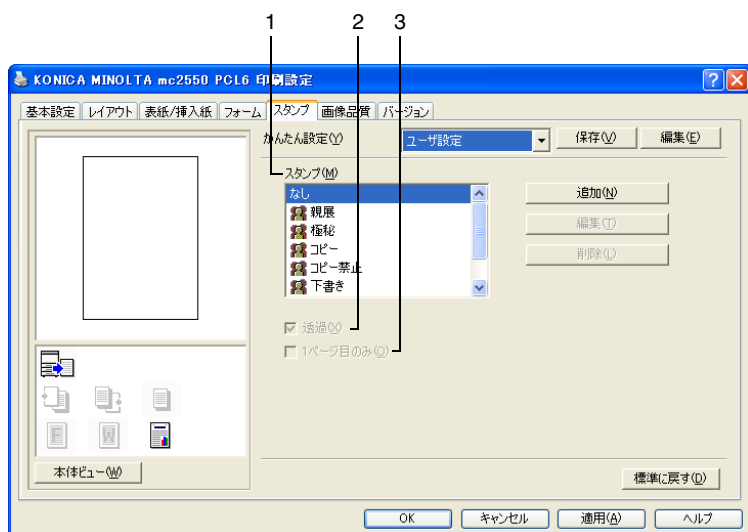 1 2 3
KONICA MINOLTA mc2550 PCL6 印刷設定
基本設定 レイアウト 表紙/挿入紙 フォーム スタンプ 画像品質 バージョン
かんたん設定(Y) ユーザ設定 保存(V) 編集(E)
スタンプ(M)
なし
親展
極秘
コピー
コピー禁止
下書き
追加(N)
編集(T)
削除(L)
透過(X)
1ページ目のみ(O)
F W
本体ビュー(W)
標準に戻す(D)
OK キャンセル 適用(A) ヘルプ